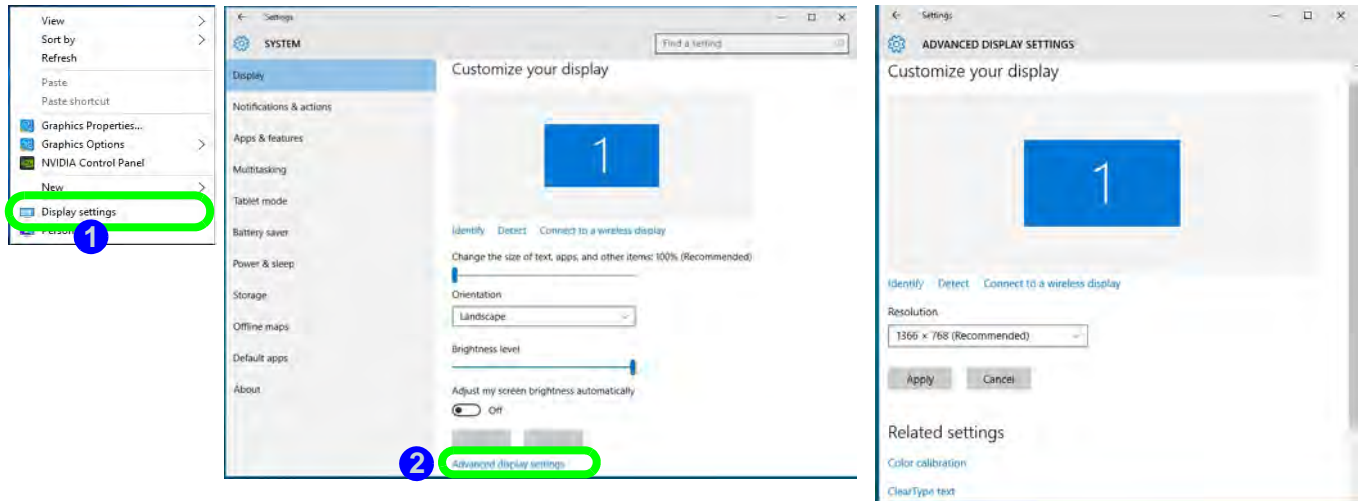 View
Sort by
Refresh
Paste
Paste shortcut
Graphics Properties...
Graphics Options
NVIDIA Control Panel
New
Display settings
1
Settings
SYSTEM
Find a setting
Display
Notifications & actions
Apps & features
Multitasking
Tablet mode
Battery saver
Power & sleep
Storage
Offline maps
Default apps
About
Customize your display
1
Identify Detect Connect to a wireless display
Change the size of text, apps, and other items: 100% (Recommended)
Orientation
Landscape
Brightness level
Adjust my screen brightness automatically
Off
2
Advanced display settings
Settings
ADVANCED DISPLAY SETTINGS
Customize your display
1
Identify Detect Connect to a wireless display
Resolution
1366 × 768 (Recommended)
Apply Cancel
Related settings
Color calibration
ClearType text